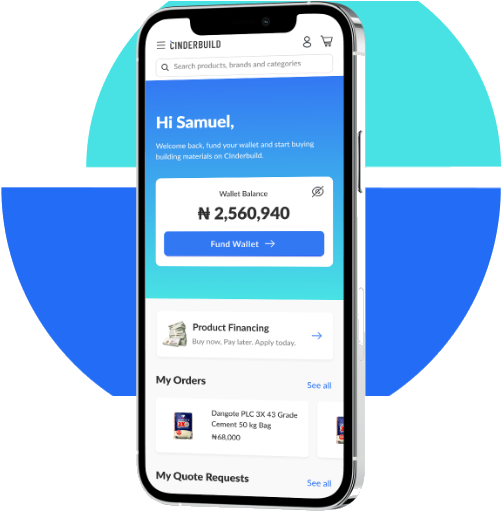 CINDERBUILD
Search products, brands and categories
Hi Samuel,
Welcome back, fund your wallet and start buying
building materials on Cinderbuild.
Wallet Balance
₦ 2,560,940
Fund Wallet →
Product Financing
Buy now, Pay later. Apply today.
My Orders
See all
Dangote PLC 3X 43 Grade
Cement 50 kg Bag
₦68,000
My Quote Requests
See all